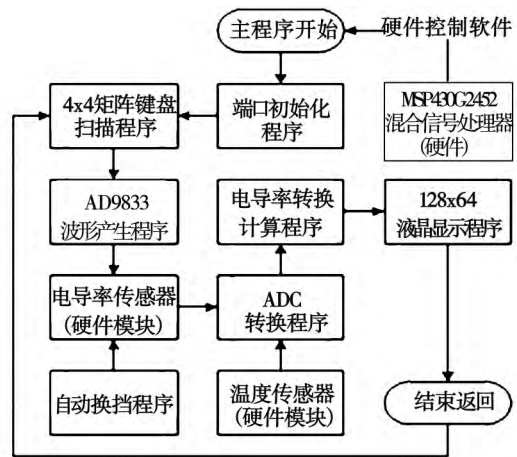 主程序开始
硬件控制软件
4x4矩阵键盘
扫描程序
端口初始化
程序
MSP430G2452
混合信号处理器
(硬件)
AD9833
波形产生程序
电导率转换
计算程序
128x64
液晶显示程序
电导率传感器
(硬件模块)
ADC
转换程序
自动换挡程序
温度传感器
(硬件模块)
结束返回